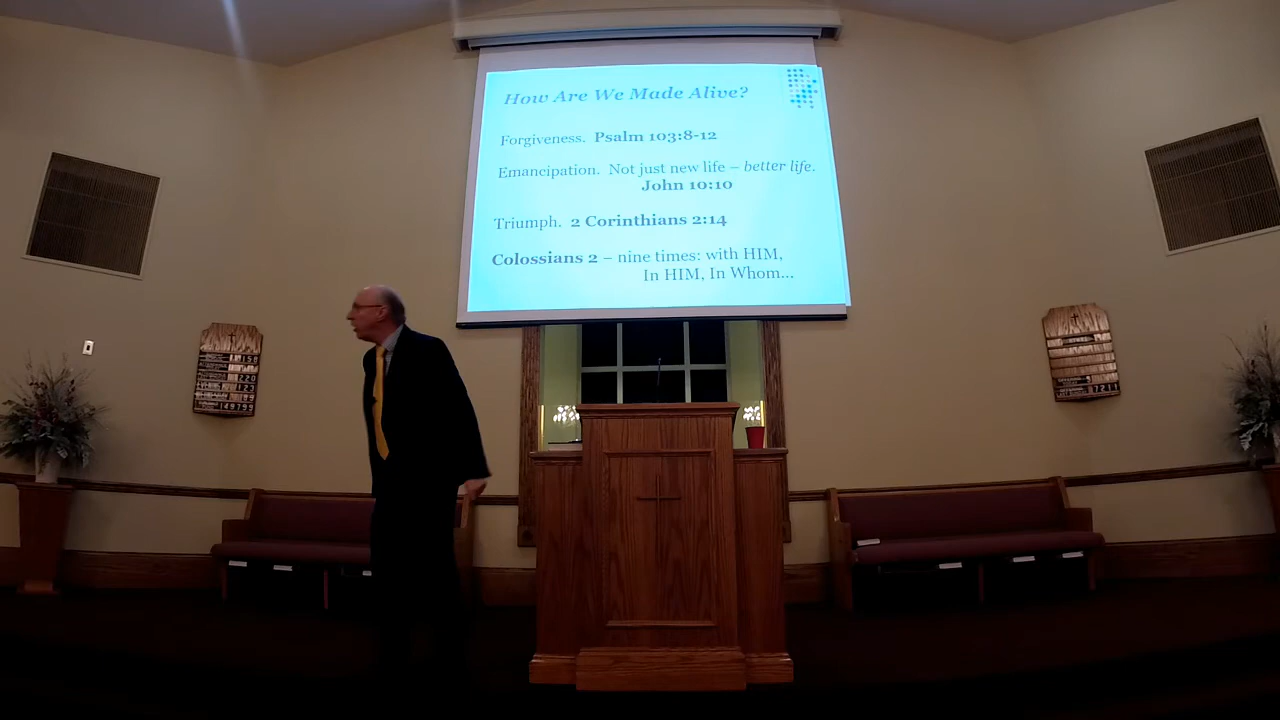 How Are We Made Alive?
Forgiveness. Psalm 103:8-12
Emancipation. Not just new life – better life.
John 10:10
Triumph. 2 Corinthians 2:14
Colossians 2 – nine times: with HIM,
In HIM, In Whom...
220